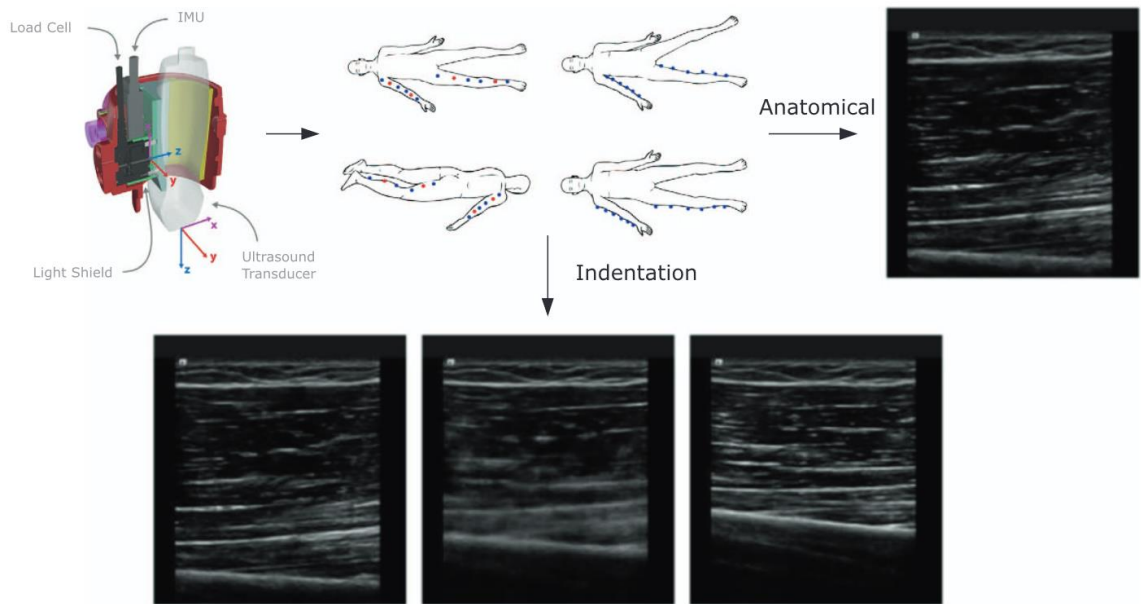 Load Cell
IMU
z
y
x
y
z
Light Shield
Ultrasound
Transducer
Anatomical
Indentation